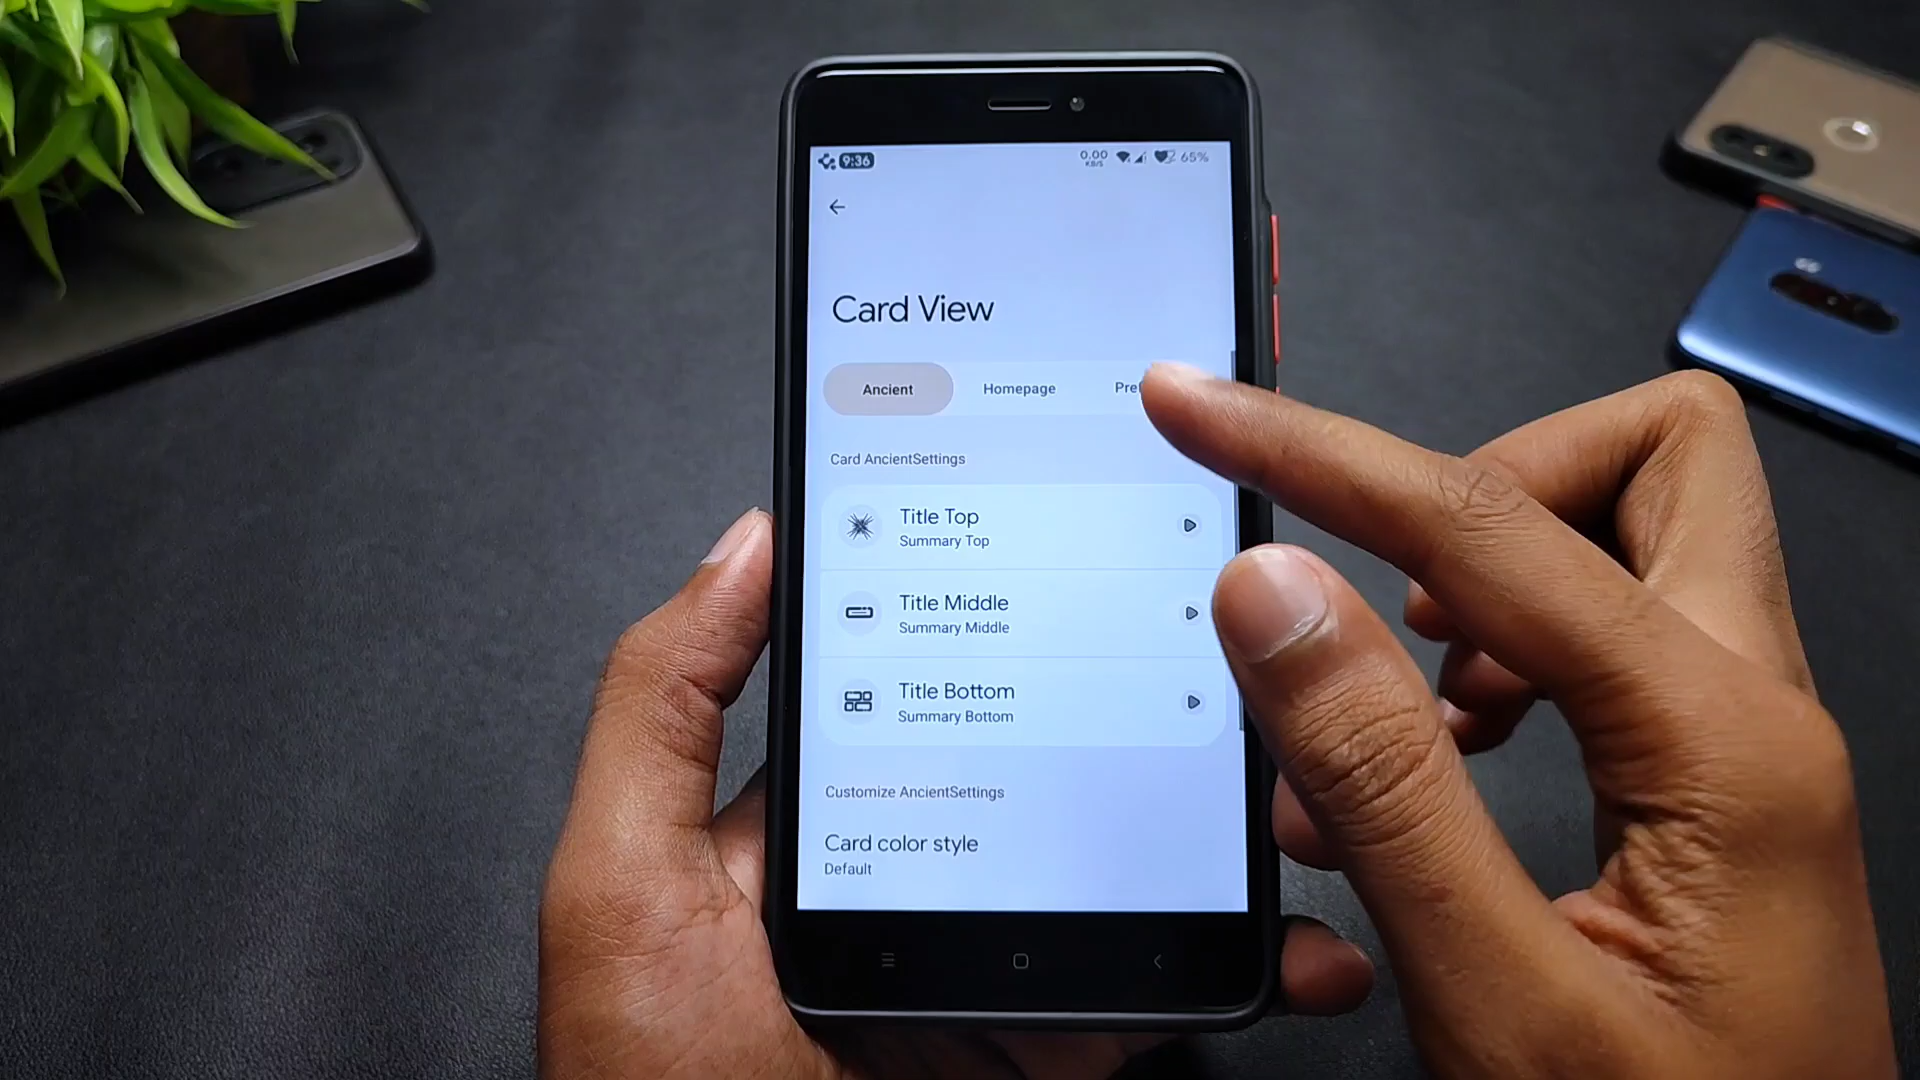 9:36
0.00
KB/S
65%
Card View
Ancient
Homepage
Card AncientSettings
Title Top
Summary Top
Title Middle
Summary Middle
Title Bottom
Summary Bottom
Customize AncientSettings
Card color style
Default